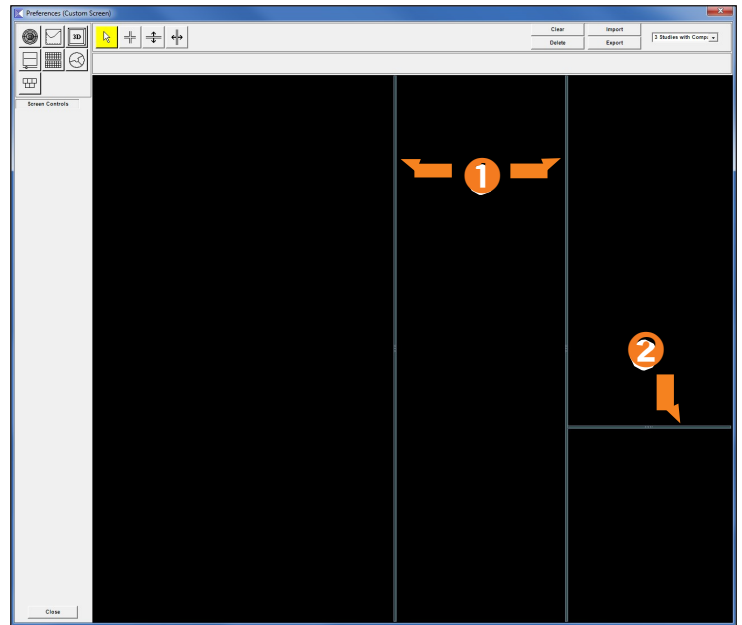 Preferences (Custom Screen)
3D
Clear
Import
3 Studies with Comp:
Delete
Export
Screen Controls
1
2
Close